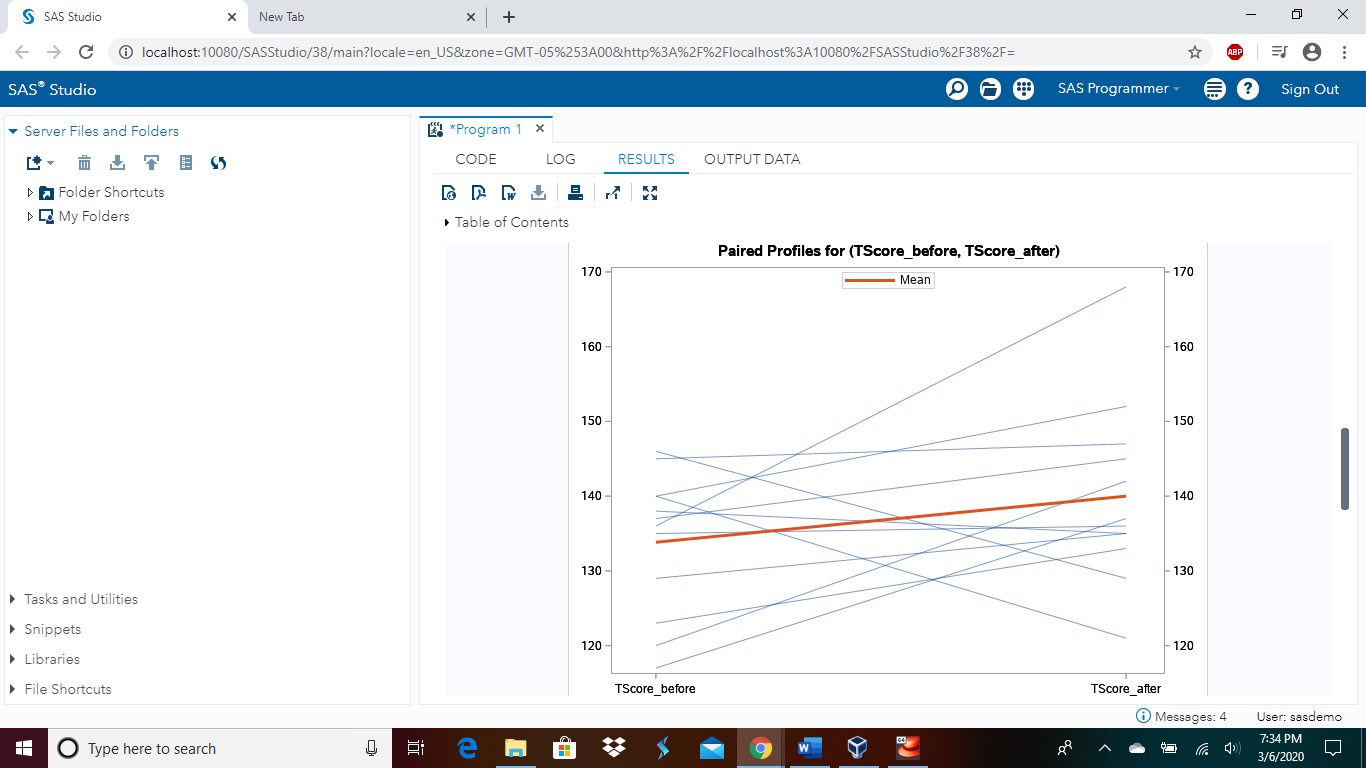 SAS Studio
New Tab
localhost:10080/SASStudio/38/main?locale=en_US&zone=GMT-05%253A00&http%3A%2F%2Flocalhost%3A10080%2FSASStudio%2F38%2F=
ABP
SAS® Studio
SAS Programmer
?
Sign Out
Server Files and Folders
Folder Shortcuts
My Folders
Tasks and Utilities
Snippets
Libraries
File Shortcuts
*Program 1
CODE LOG RESULTS OUTPUT DATA
Table of Contents
Paired Profiles for (TScore_before, TScore_after)
Mean
170 170
160 160
150 150
140 140
130 130
120 120
TScore_before TScore_after
Messages: 4 User: sasdemo
Type here to search
7:34 PM
3/6/2020